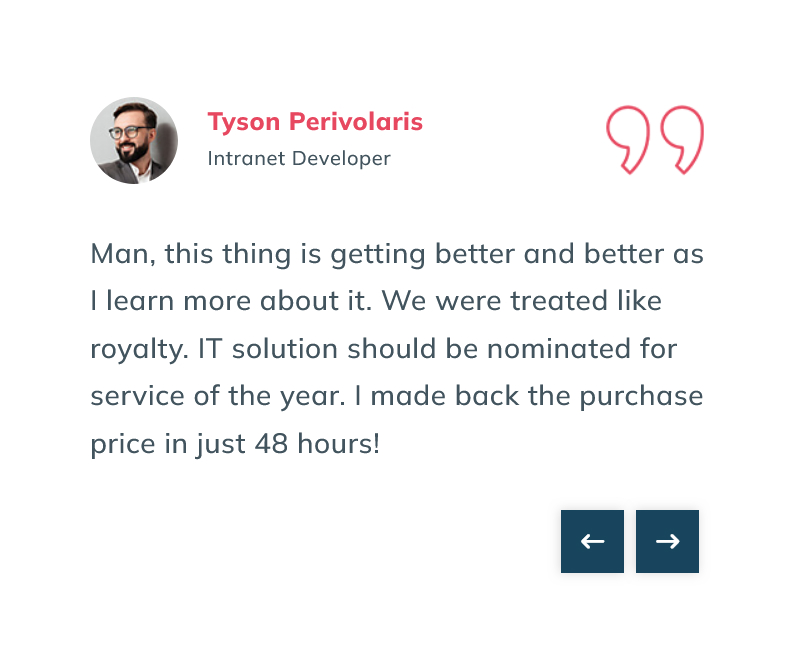 Tyson Perivolaris
Intranet Developer
Man, this thing is getting better and better as
I learn more about it. We were treated like
royalty. IT solution should be nominated for
service of the year. I made back the purchase
price in just 48 hours!